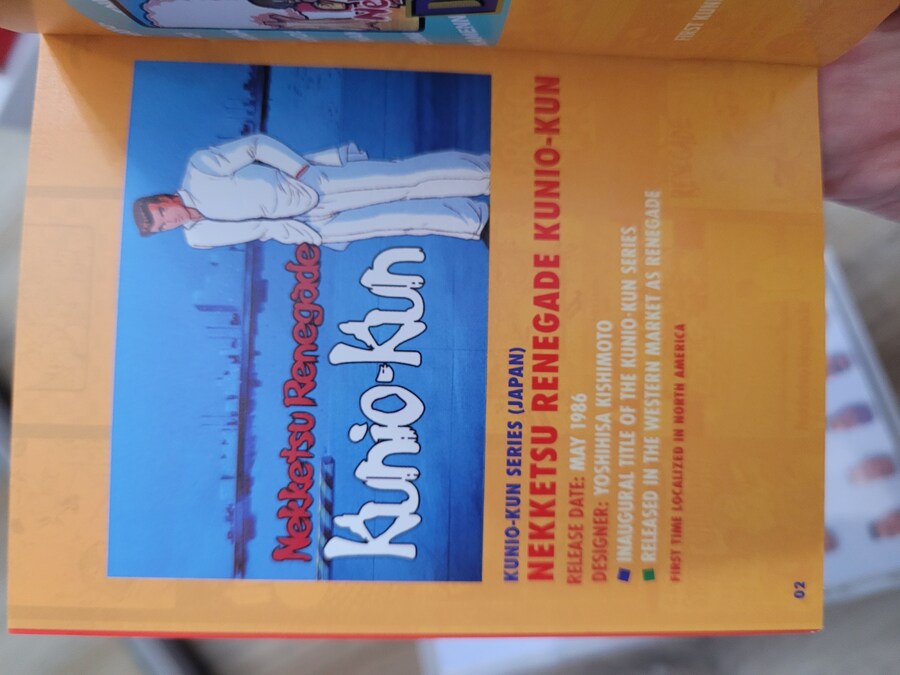 Nekketsu Renegade
Kunio-Kun
KUNIO-KUN SERIES (JAPAN)
NEKKETSU RENEGADE KUNIO-KUN
RELEASE DATE: MAY 1986
DESIGNER: YOSHIHISA KISHIMOTO
INAUGURAL TITLE OF THE KUNIO-KUN SERIES
RELEASED IN THE WESTERN MARKET AS RENEGADE
FIRST TIME LOCALIZED IN NORTH AMERICA
02